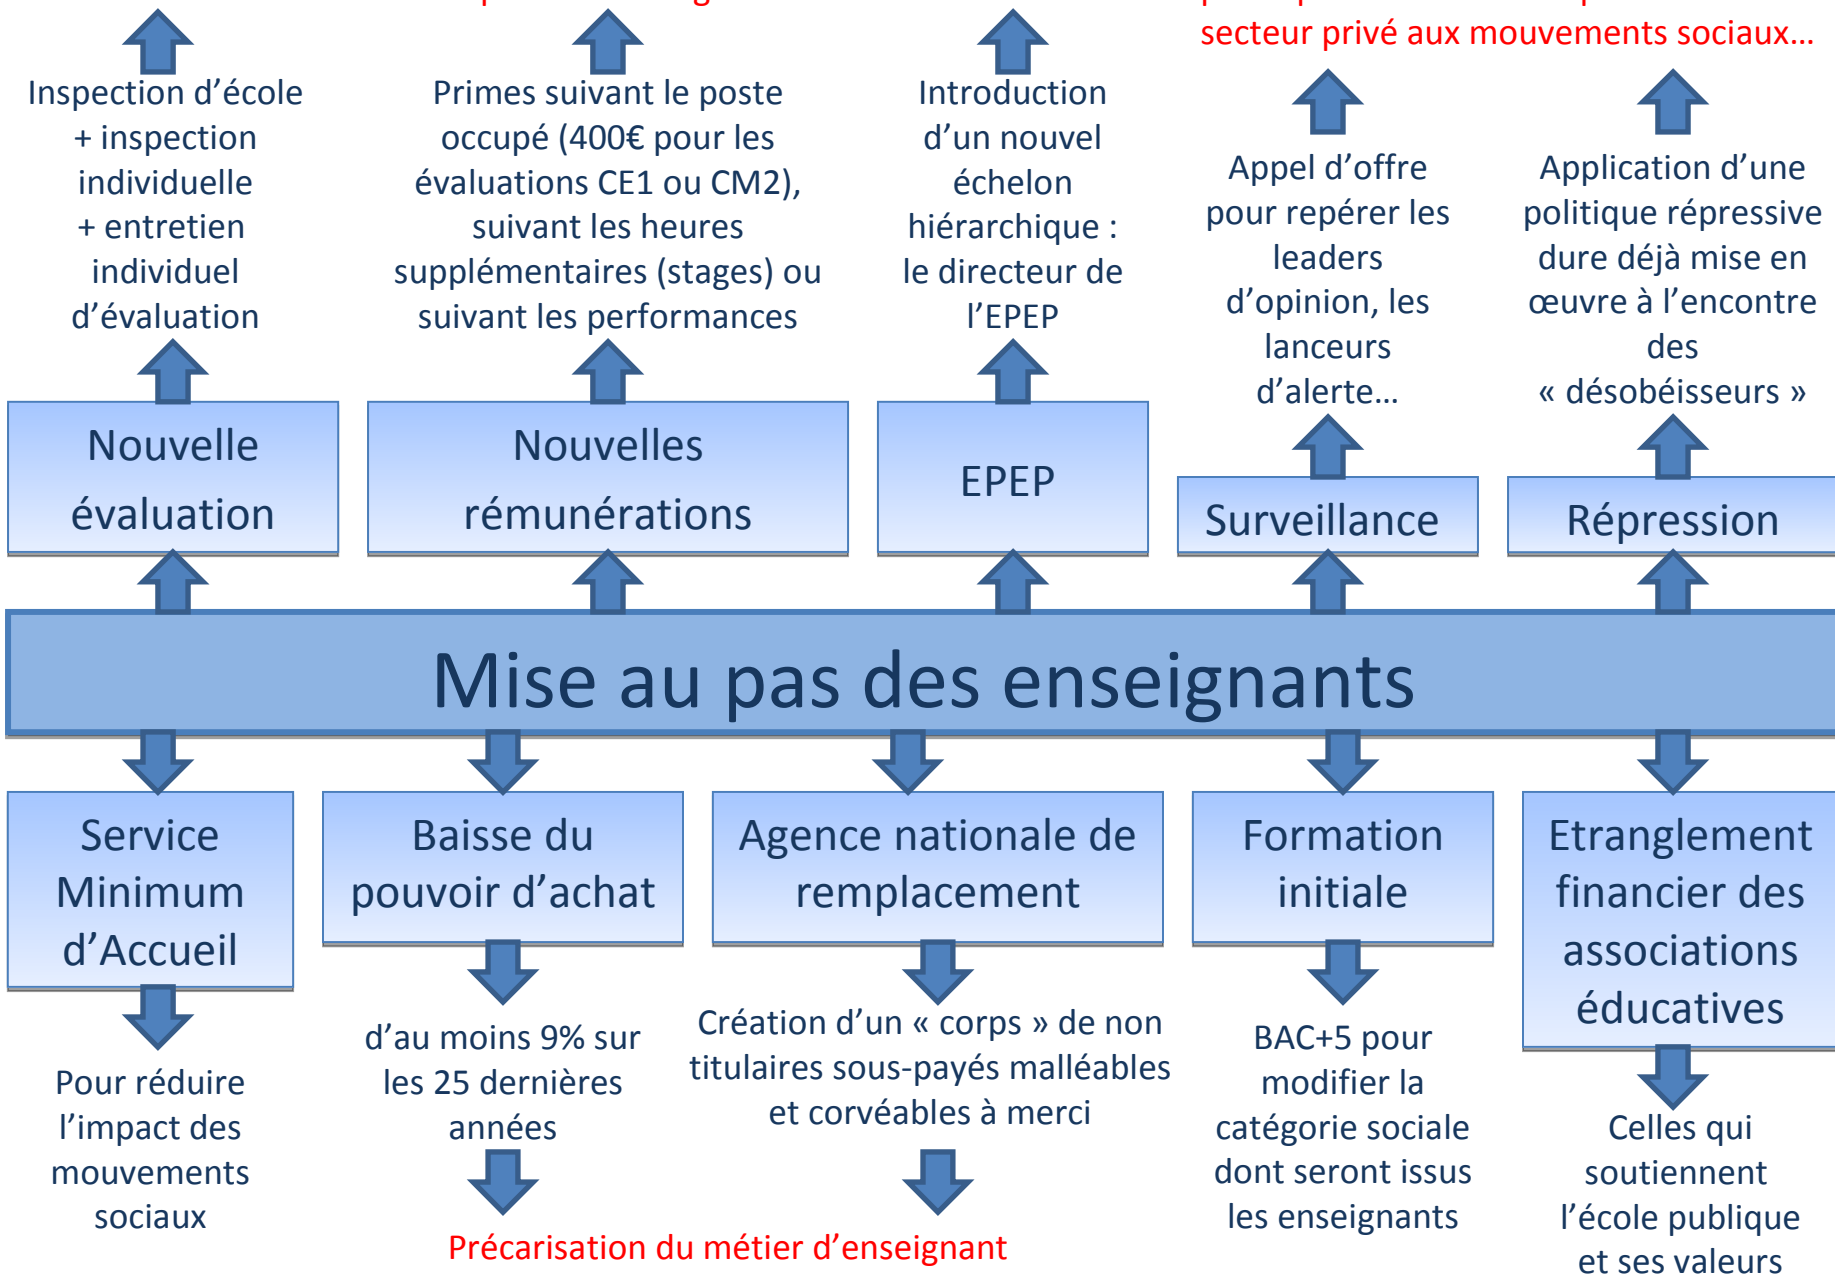 secteur privé aux mouvements sociaux…
Inspection d’école
+ inspection
individuelle
+ entretien
individuel
d’évaluation
Primes suivant le poste
occupé (400€ pour les
évaluations CE1 ou CM2),
suivant les heures
supplémentaires (stages) ou
suivant les performances
Introduction
d’un nouvel
échelon
hiérarchique :
le directeur de
l’EPEP
Appel d’offre
pour repérer les
leaders
d’opinion, les
lanceurs
d’alerte…
Application d’une
politique répressive
dure déjà mise en
œuvre à l’encontre
des
« désobéisseurs »
Nouvelle
évaluation
Nouvelles
rémunérations
EPEP
Surveillance
Répression
Mise au pas des enseignants
Service
Minimum
d’Accueil
Baisse du
pouvoir d’achat
Agence nationale de
remplacement
Formation
initiale
Etranglement
financier des
associations
éducatives
Pour réduire
l’impact des
mouvements
sociaux
d’au moins 9% sur
les 25 dernières
années
Création d’un « corps » de non
titulaires sous-payés malléables
et corvéables à merci
BAC+5 pour
modifier la
catégorie sociale
dont seront issus
les enseignants
Celles qui
soutiennent
l’école publique
et ses valeurs
Précarisation du métier d’enseignant